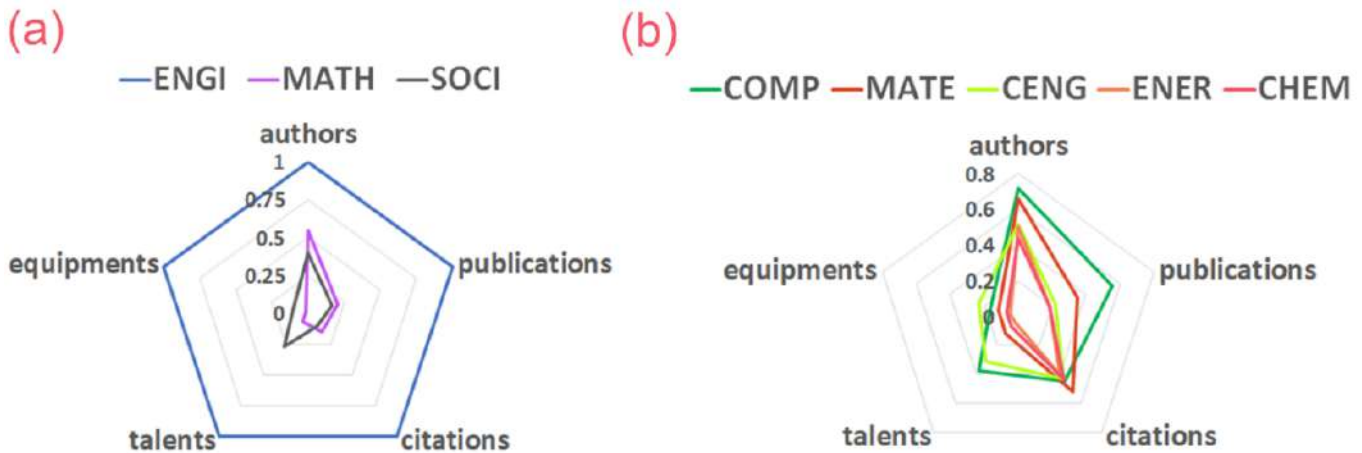 (a)
ENGI MATH SOCI
authors
1
0.75
0.5
0.25
0
equipments
publications
talents
citations
(b)
COMP MATE CENG ENER CHEM
authors
0.8
0.6
0.4
0.2
0
equipments
publications
talents
citations